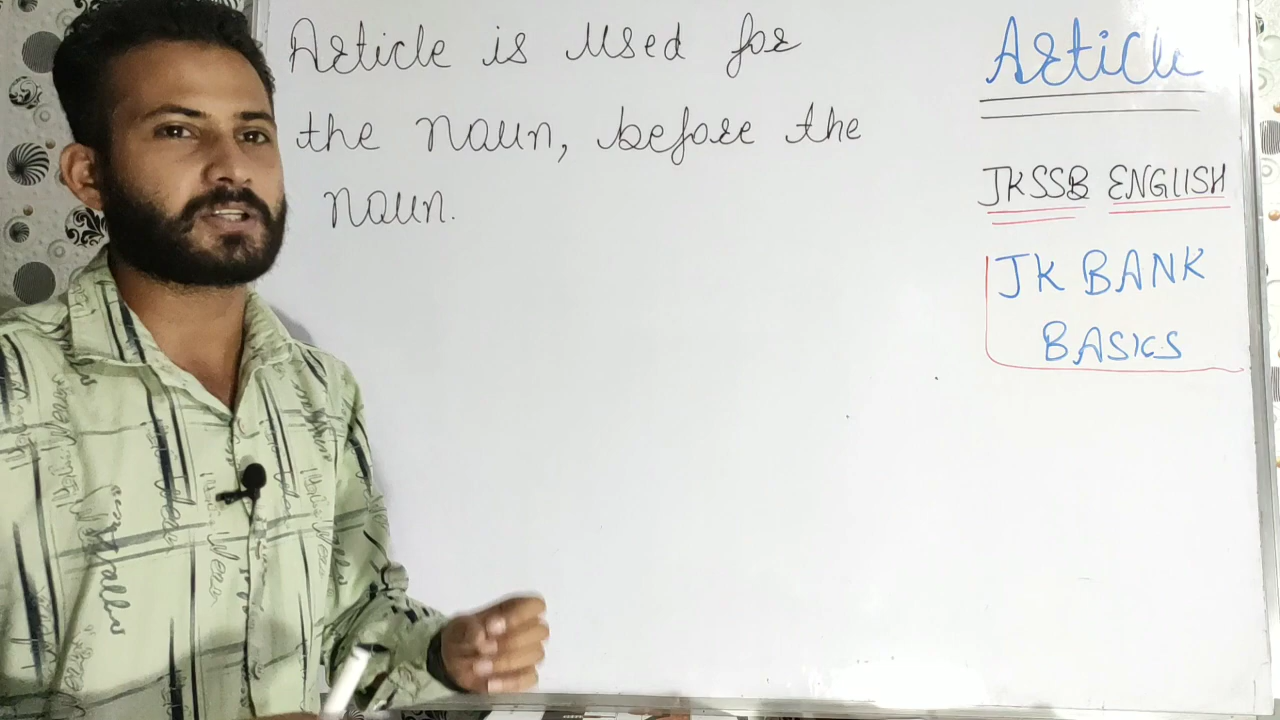 Article is used for
the noun, before the
noun.
Article
JKSSB ENGLISH
JK BANK
BASICS